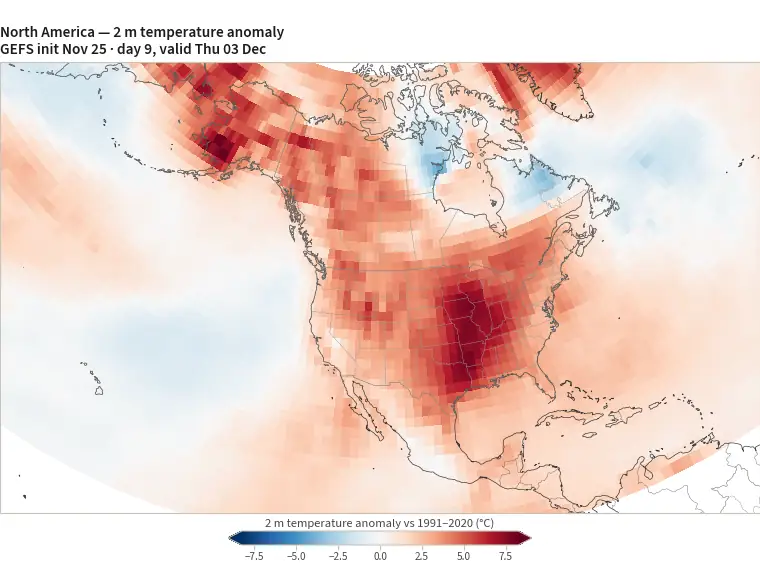 North America — 2 m temperature anomaly
GEFS init Nov 25 · day 9, valid Thu 03 Dec
2 m temperature anomaly vs 1991–2020 (°C)
−7.5 −5.0 −2.5 0.0 2.5 5.0 7.5